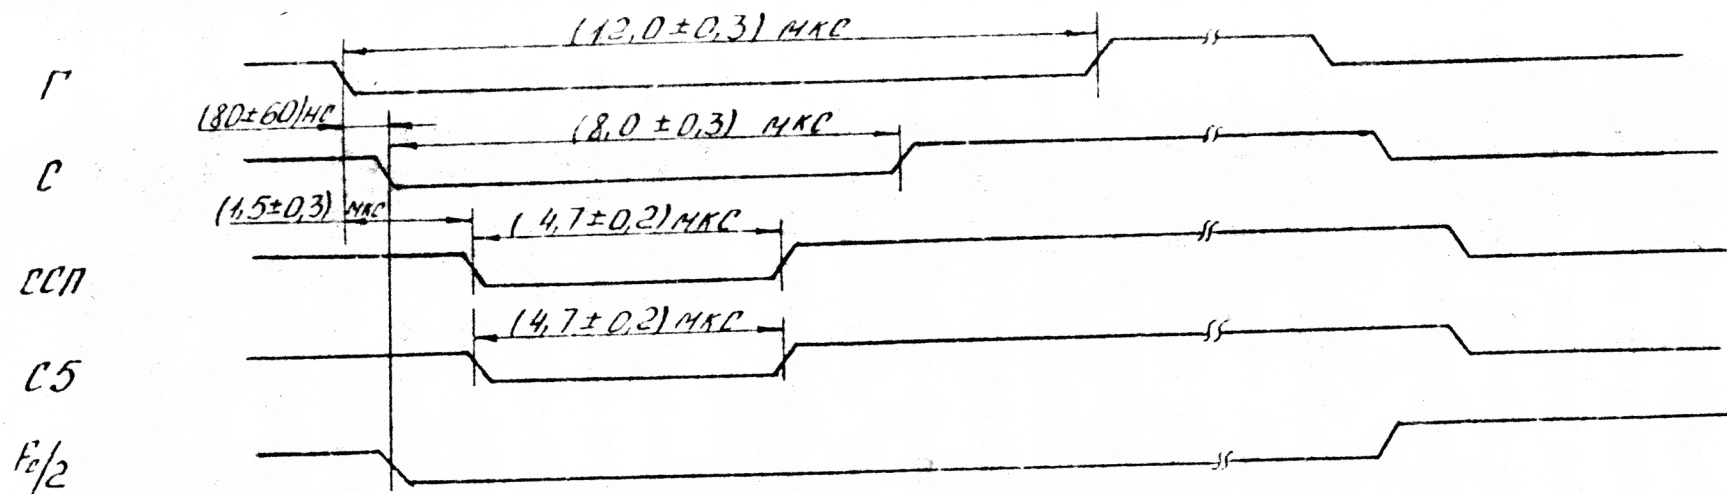 (12,0±0,3) мкс
Г
(80±60)нс
(8,0±0,3) мкс
С
(1,5±0,3) мкс
(4,7±0,2)мкс
ССП
(4,7±0,2)мкс
С5
Fc/2